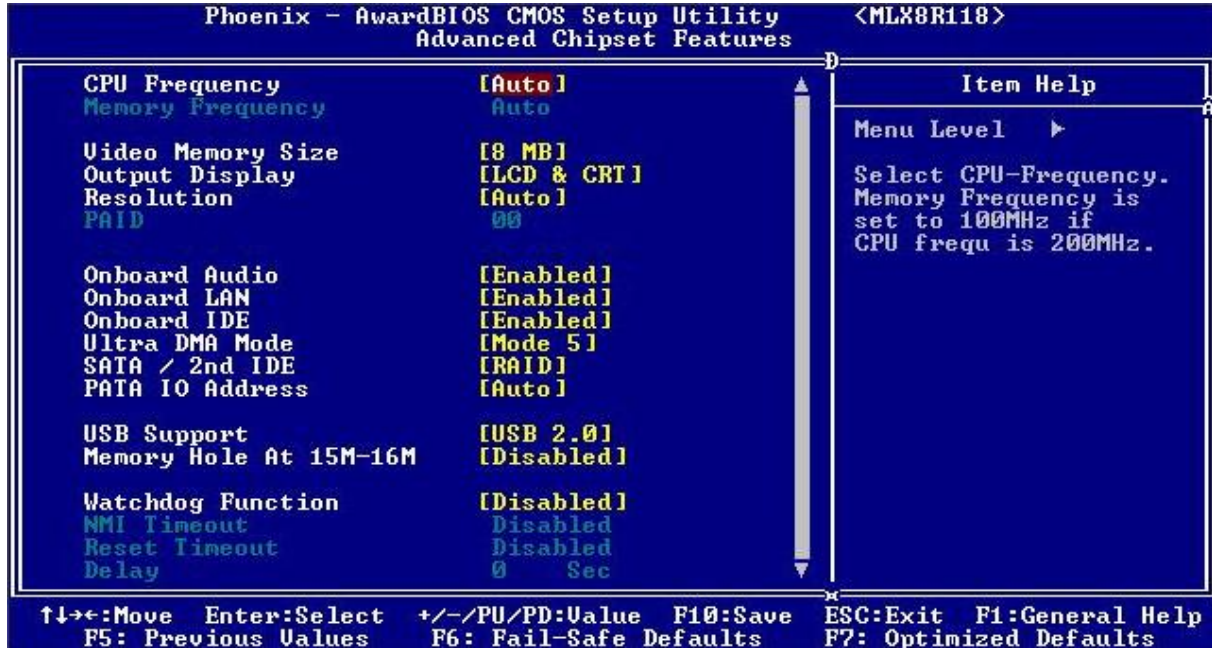 Phoenix - AwardBIOS CMOS Setup Utility <MLX8R118>
Advanced Chipset Features
CPU Frequency [Auto]
Memory Frequency Auto
Video Memory Size [8 MB]
Output Display [LCD & CRT]
Resolution [Auto]
PAID 00
Onboard Audio [Enabled]
Onboard LAN [Enabled]
Onboard IDE [Enabled]
Ultra DMA Mode [Mode 5]
SATA / 2nd IDE [RAID]
PATA IO Address [Auto]
USB Support [USB 2.0]
Memory Hole At 15M-16M [Disabled]
Watchdog Function [Disabled]
NMI Timeout Disabled
Reset Timeout Disabled
Delay 0 Sec
Item Help
Menu Level ▸
Select CPU-Frequency.
Memory Frequency is
set to 100MHz if
CPU frequ is 200MHz.
↑↓→←:Move Enter:Select +/-/PU/PD:Value F10:Save ESC:Exit F1:General Help
F5: Previous Values F6: Fail-Safe Defaults F7: Optimized Defaults